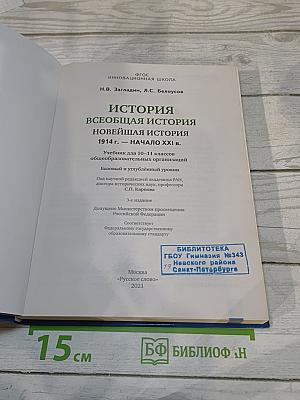 ФГОС
ИННОВАЦИОННАЯ ШКОЛА
Н.В. Загладин, Л.С. Белоусов
ИСТОРИЯ
ВСЕОБЩАЯ ИСТОРИЯ
НОВЕЙШАЯ ИСТОРИЯ
1914 г. — НАЧАЛО XXI в.
Учебник для 10–11 классов
общеобразовательных организаций
Базовый и углублённый уровни
Под научной редакцией академика РАН,
доктора исторических наук, профессора
С.П. Карпова
3-е издание
Допущено Министерством просвещения
Российской Федерации
Соответствует
Федеральному государственному
образовательному стандарту
БИБЛИОТЕКА
ГБОУ Гимназия №343
Невского района
Санкт-Петербурга
Москва
«Русское слово»
2021
15 см
БФ БИБЛИОФАН